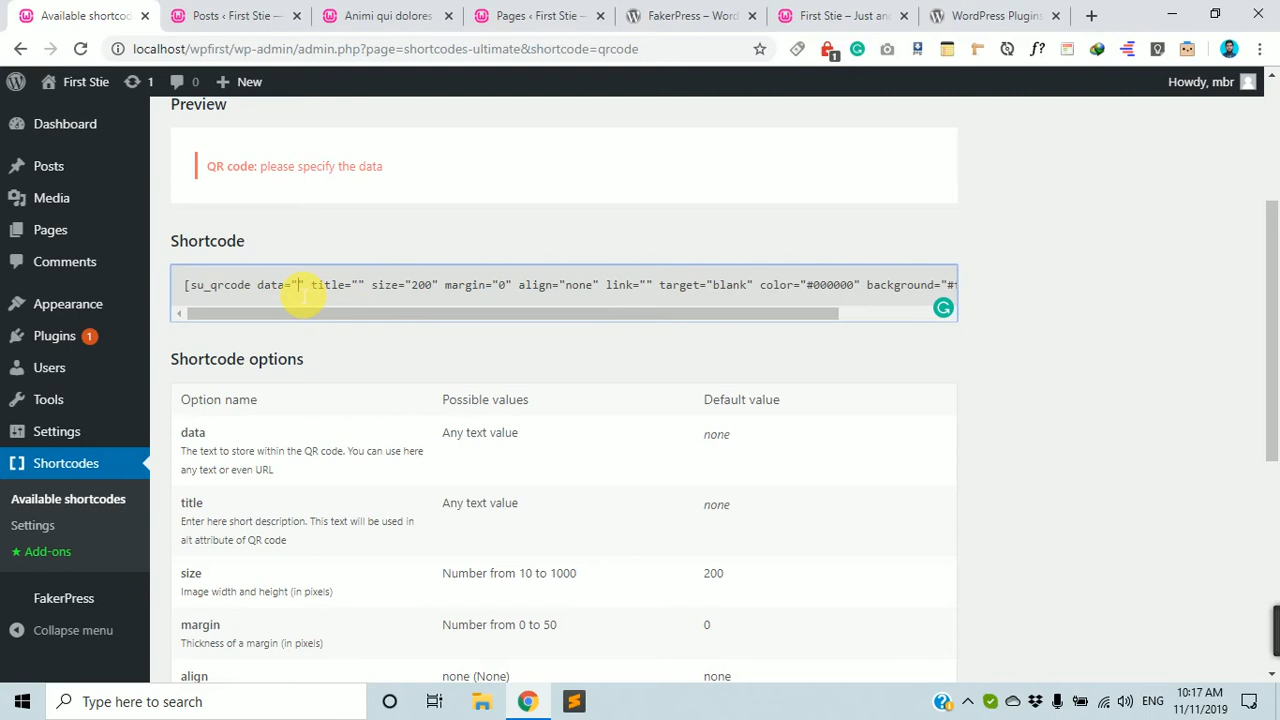 Available shortcod
Posts ‹ First Stie —
Animi qui dolores
Pages ‹ First Stie —
FakerPress – Word
First Stie – Just an
WordPress Plugins
localhost/wpfirst/wp-admin/admin.php?page=shortcodes-ultimate&shortcode=qrcode
First Stie
1
0
New
Howdy, mbr
Dashboard
Posts
Media
Pages
Comments
Appearance
Plugins 1
Users
Tools
Settings
Shortcodes
Available shortcodes
Settings
★ Add-ons
FakerPress
Collapse menu
Preview
QR code: please specify the data
Shortcode
[su_qrcode data="" title="" size="200" margin="0" align="none" link="" target="blank" color="#000000" background="#f
Shortcode options
Option name Possible values Default value
data Any text value none
The text to store within the QR code. You can use here
any text or even URL
title Any text value none
Enter here short description. This text will be used in
alt attribute of QR code
size Number from 10 to 1000 200
Image width and height (in pixels)
margin Number from 0 to 50 0
Thickness of a margin (in pixels)
align none (None) none
Type here to search
ENG
10:17 AM
11/11/2019